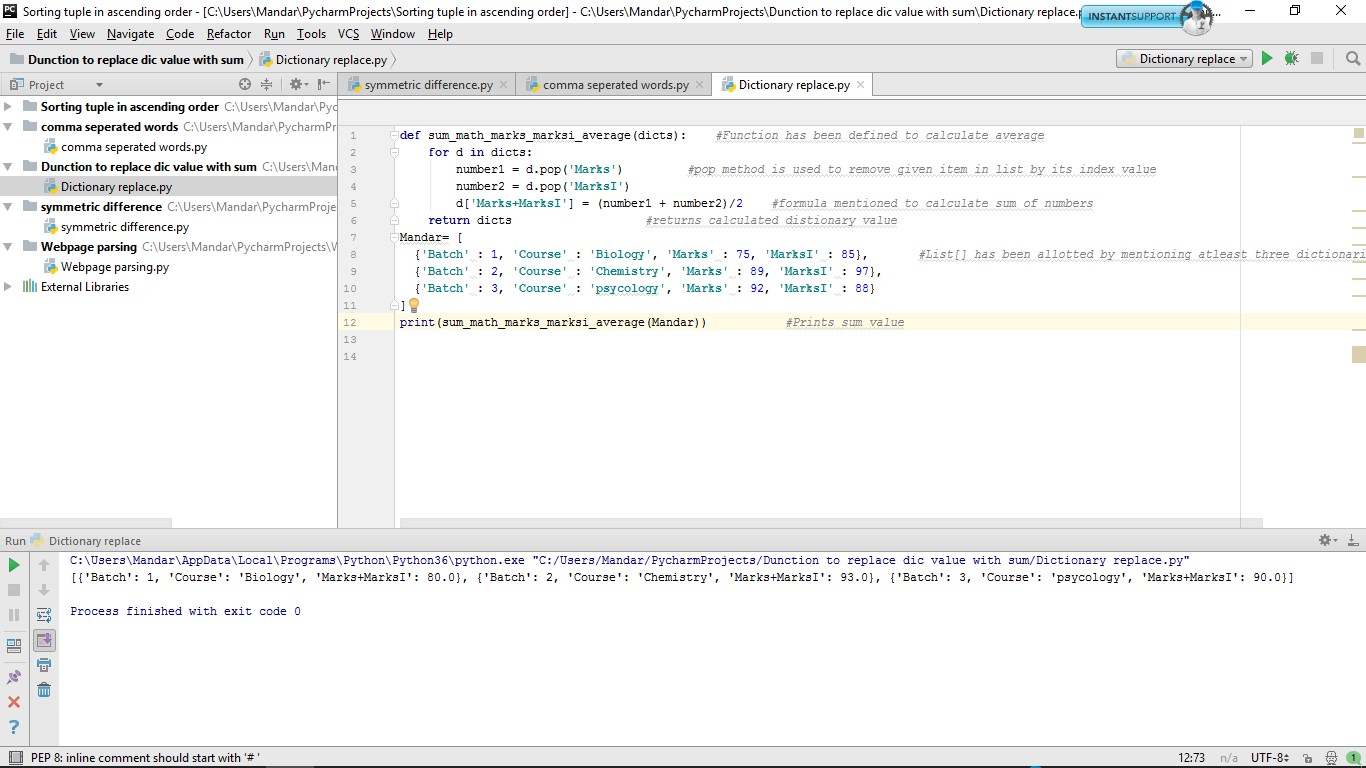 Sorting tuple in ascending order - [C:\Users\Mandar\PycharmProjects\Sorting tuple in ascending order] - C:\Users\Mandar\PycharmProjects\Dunction to replace dic value with sum\Dictionary replace.p
INSTANTSUPPORT
File Edit View Navigate Code Refactor Run Tools VCS Window Help
Dunction to replace dic value with sum Dictionary replace.py
Dictionary replace
Project
symmetric difference.py comma seperated words.py Dictionary replace.py
Sorting tuple in ascending order C:\Users\Mandar\Pyc
comma seperated words C:\Users\Mandar\PycharmPr
comma seperated words.py
Dunction to replace dic value with sum C:\Users\Man
Dictionary replace.py
symmetric difference C:\Users\Mandar\PycharmProje
symmetric difference.py
Webpage parsing C:\Users\Mandar\PycharmProjects\W
Webpage parsing.py
External Libraries
1 def sum_math_marks_marksi_average(dicts): #Function has been defined to calculate average
2 for d in dicts:
3 number1 = d.pop('Marks') #pop method is used to remove given item in list by its index value
4 number2 = d.pop('MarksI')
5 d['Marks+MarksI'] = (number1 + number2)/2 #formula mentioned to calculate sum of numbers
6 return dicts #returns calculated distionary value
7 Mandar= [
8 {'Batch' : 1, 'Course' : 'Biology', 'Marks' : 75, 'MarksI' : 85}, #List[] has been allotted by mentioning atleast three dictionari
9 {'Batch' : 2, 'Course' : 'Chemistry', 'Marks' : 89, 'MarksI' : 97},
10 {'Batch' : 3, 'Course' : 'psycology', 'Marks' : 92, 'MarksI' : 88}
11 ]
12 print(sum_math_marks_marksi_average(Mandar)) #Prints sum value
13
14
Run Dictionary replace
C:\Users\Mandar\AppData\Local\Programs\Python\Python36\python.exe "C:/Users/Mandar/PycharmProjects/Dunction to replace dic value with sum/Dictionary replace.py"
[{'Batch': 1, 'Course': 'Biology', 'Marks+MarksI': 80.0}, {'Batch': 2, 'Course': 'Chemistry', 'Marks+MarksI': 93.0}, {'Batch': 3, 'Course': 'psycology', 'Marks+MarksI': 90.0}]
Process finished with exit code 0
PEP 8: inline comment should start with '# ' 12:73 n/a UTF-8 1